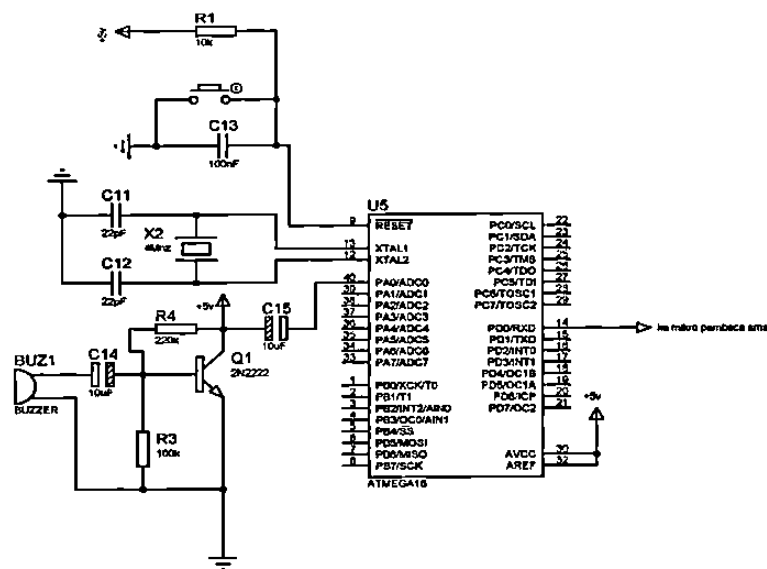 R1
10k
C13
100nF
C11
22pF
X2
C12
22pF
+5v
R4
220k
C15
10uF
BUZ1
BUZZER
C14
10uF
Q1
2N2222
R3
100k
U5
9 RESET
13 XTAL1
12 XTAL2
40 PA0/ADC0
39 PA1/ADC1
38 PA2/ADC2
37 PA3/ADC3
36 PA4/ADC4
35 PA5/ADC5
34 PA6/ADC6
33 PA7/ADC7
1 PB0/XCK/T0
2 PB1/T1
3 PB2/INT2/AIN0
4 PB3/OC0/AIN1
5 PB4/SS
6 PB5/MOSI
7 PB6/MISO
8 PB7/SCK
PC0/SCL 22
PC1/SDA 23
PC2/TCK 24
PC3/TMS 25
PC4/TDO 26
PC5/TDI 27
PC6/TOSC1 28
PC7/TOSC2 29
PD0/RXD 14
PD1/TXD 15
PD2/INT0 16
PD3/INT1 17
PD4/OC1B 18
PD5/OC1A 19
PD6/ICP 20
PD7/OC2 21
AVCC 30
AREF 32
ATMEGA16
+5v
ke mikro pembaca sms